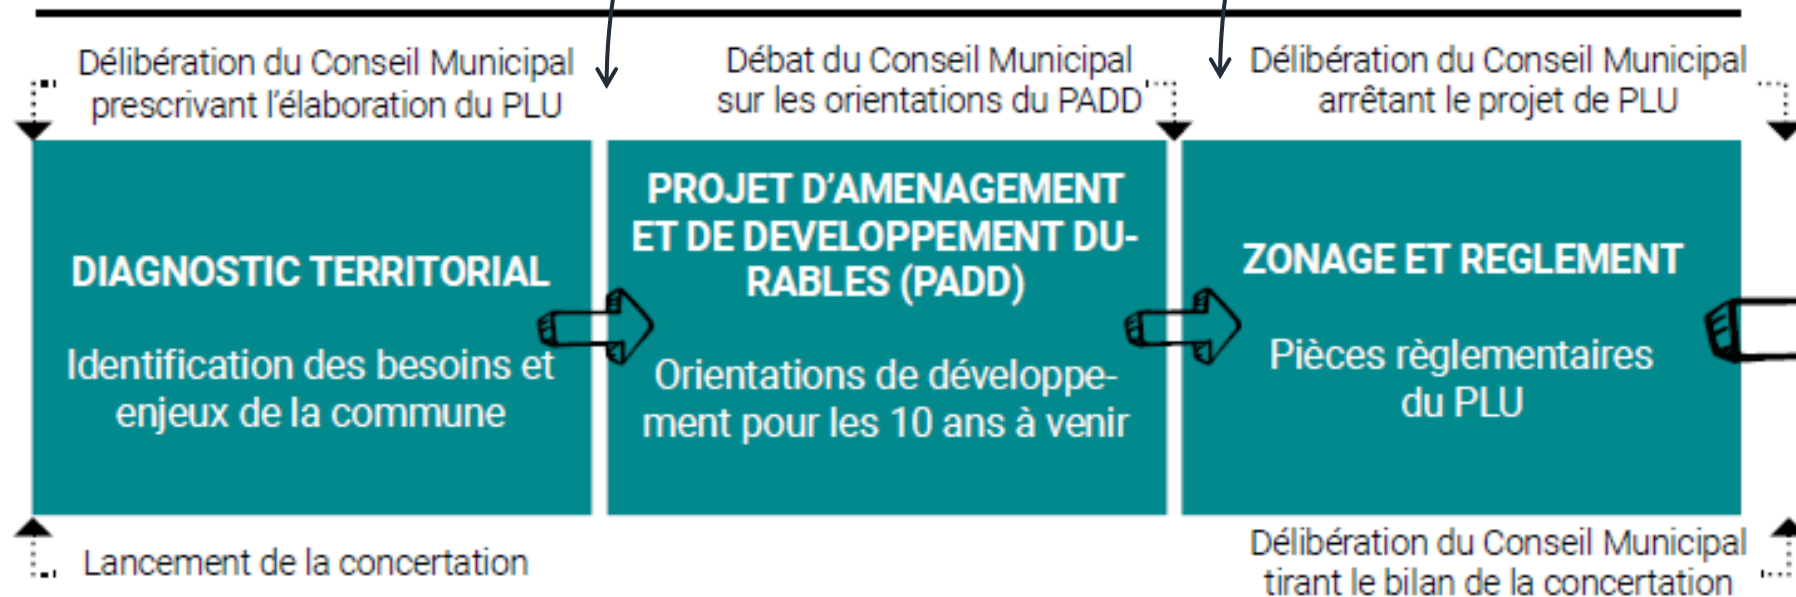 Délibération du Conseil Municipal
prescrivant l'élaboration du PLU
Débat du Conseil Municipal
sur les orientations du PADD
Délibération du Conseil Municipal
arrêtant le projet de PLU
DIAGNOSTIC TERRITORIAL
Identification des besoins et
enjeux de la commune
PROJET D'AMENAGEMENT
ET DE DEVELOPPEMENT DU-
RABLES (PADD)
Orientations de développe-
ment pour les 10 ans à venir
ZONAGE ET REGLEMENT
Pièces règlementaires
du PLU
Lancement de la concertation
Délibération du Conseil Municipal
tirant le bilan de la concertation